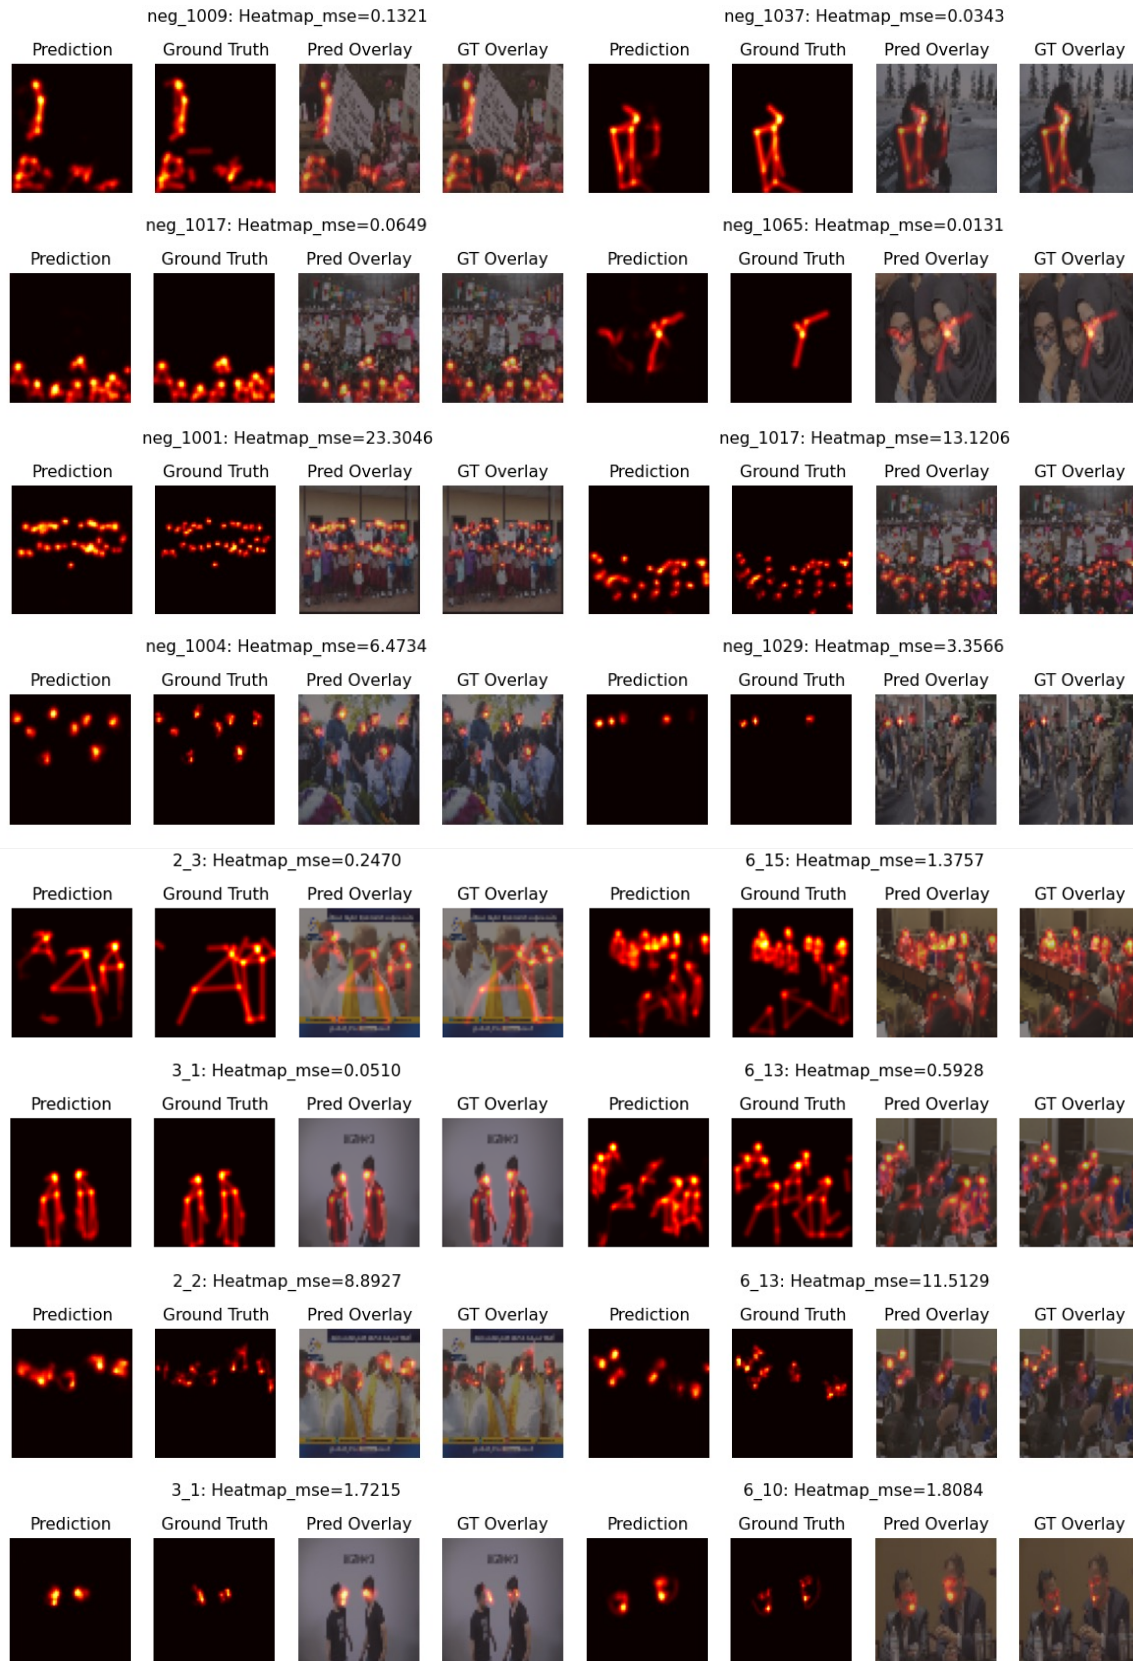 neg_1009: Heatmap_mse=0.1321
neg_1037: Heatmap_mse=0.0343
Prediction Ground Truth Pred Overlay GT Overlay
Prediction Ground Truth Pred Overlay GT Overlay
neg_1017: Heatmap_mse=0.0649
neg_1065: Heatmap_mse=0.0131
Prediction Ground Truth Pred Overlay GT Overlay
Prediction Ground Truth Pred Overlay GT Overlay
neg_1001: Heatmap_mse=23.3046
neg_1017: Heatmap_mse=13.1206
Prediction Ground Truth Pred Overlay GT Overlay
Prediction Ground Truth Pred Overlay GT Overlay
neg_1004: Heatmap_mse=6.4734
neg_1029: Heatmap_mse=3.3566
Prediction Ground Truth Pred Overlay GT Overlay
Prediction Ground Truth Pred Overlay GT Overlay
2_3: Heatmap_mse=0.2470
6_15: Heatmap_mse=1.3757
Prediction Ground Truth Pred Overlay GT Overlay
Prediction Ground Truth Pred Overlay GT Overlay
3_1: Heatmap_mse=0.0510
6_13: Heatmap_mse=0.5928
Prediction Ground Truth Pred Overlay GT Overlay
Prediction Ground Truth Pred Overlay GT Overlay
2_2: Heatmap_mse=8.8927
6_13: Heatmap_mse=11.5129
Prediction Ground Truth Pred Overlay GT Overlay
Prediction Ground Truth Pred Overlay GT Overlay
3_1: Heatmap_mse=1.7215
6_10: Heatmap_mse=1.8084
Prediction Ground Truth Pred Overlay GT Overlay
Prediction Ground Truth Pred Overlay GT Overlay